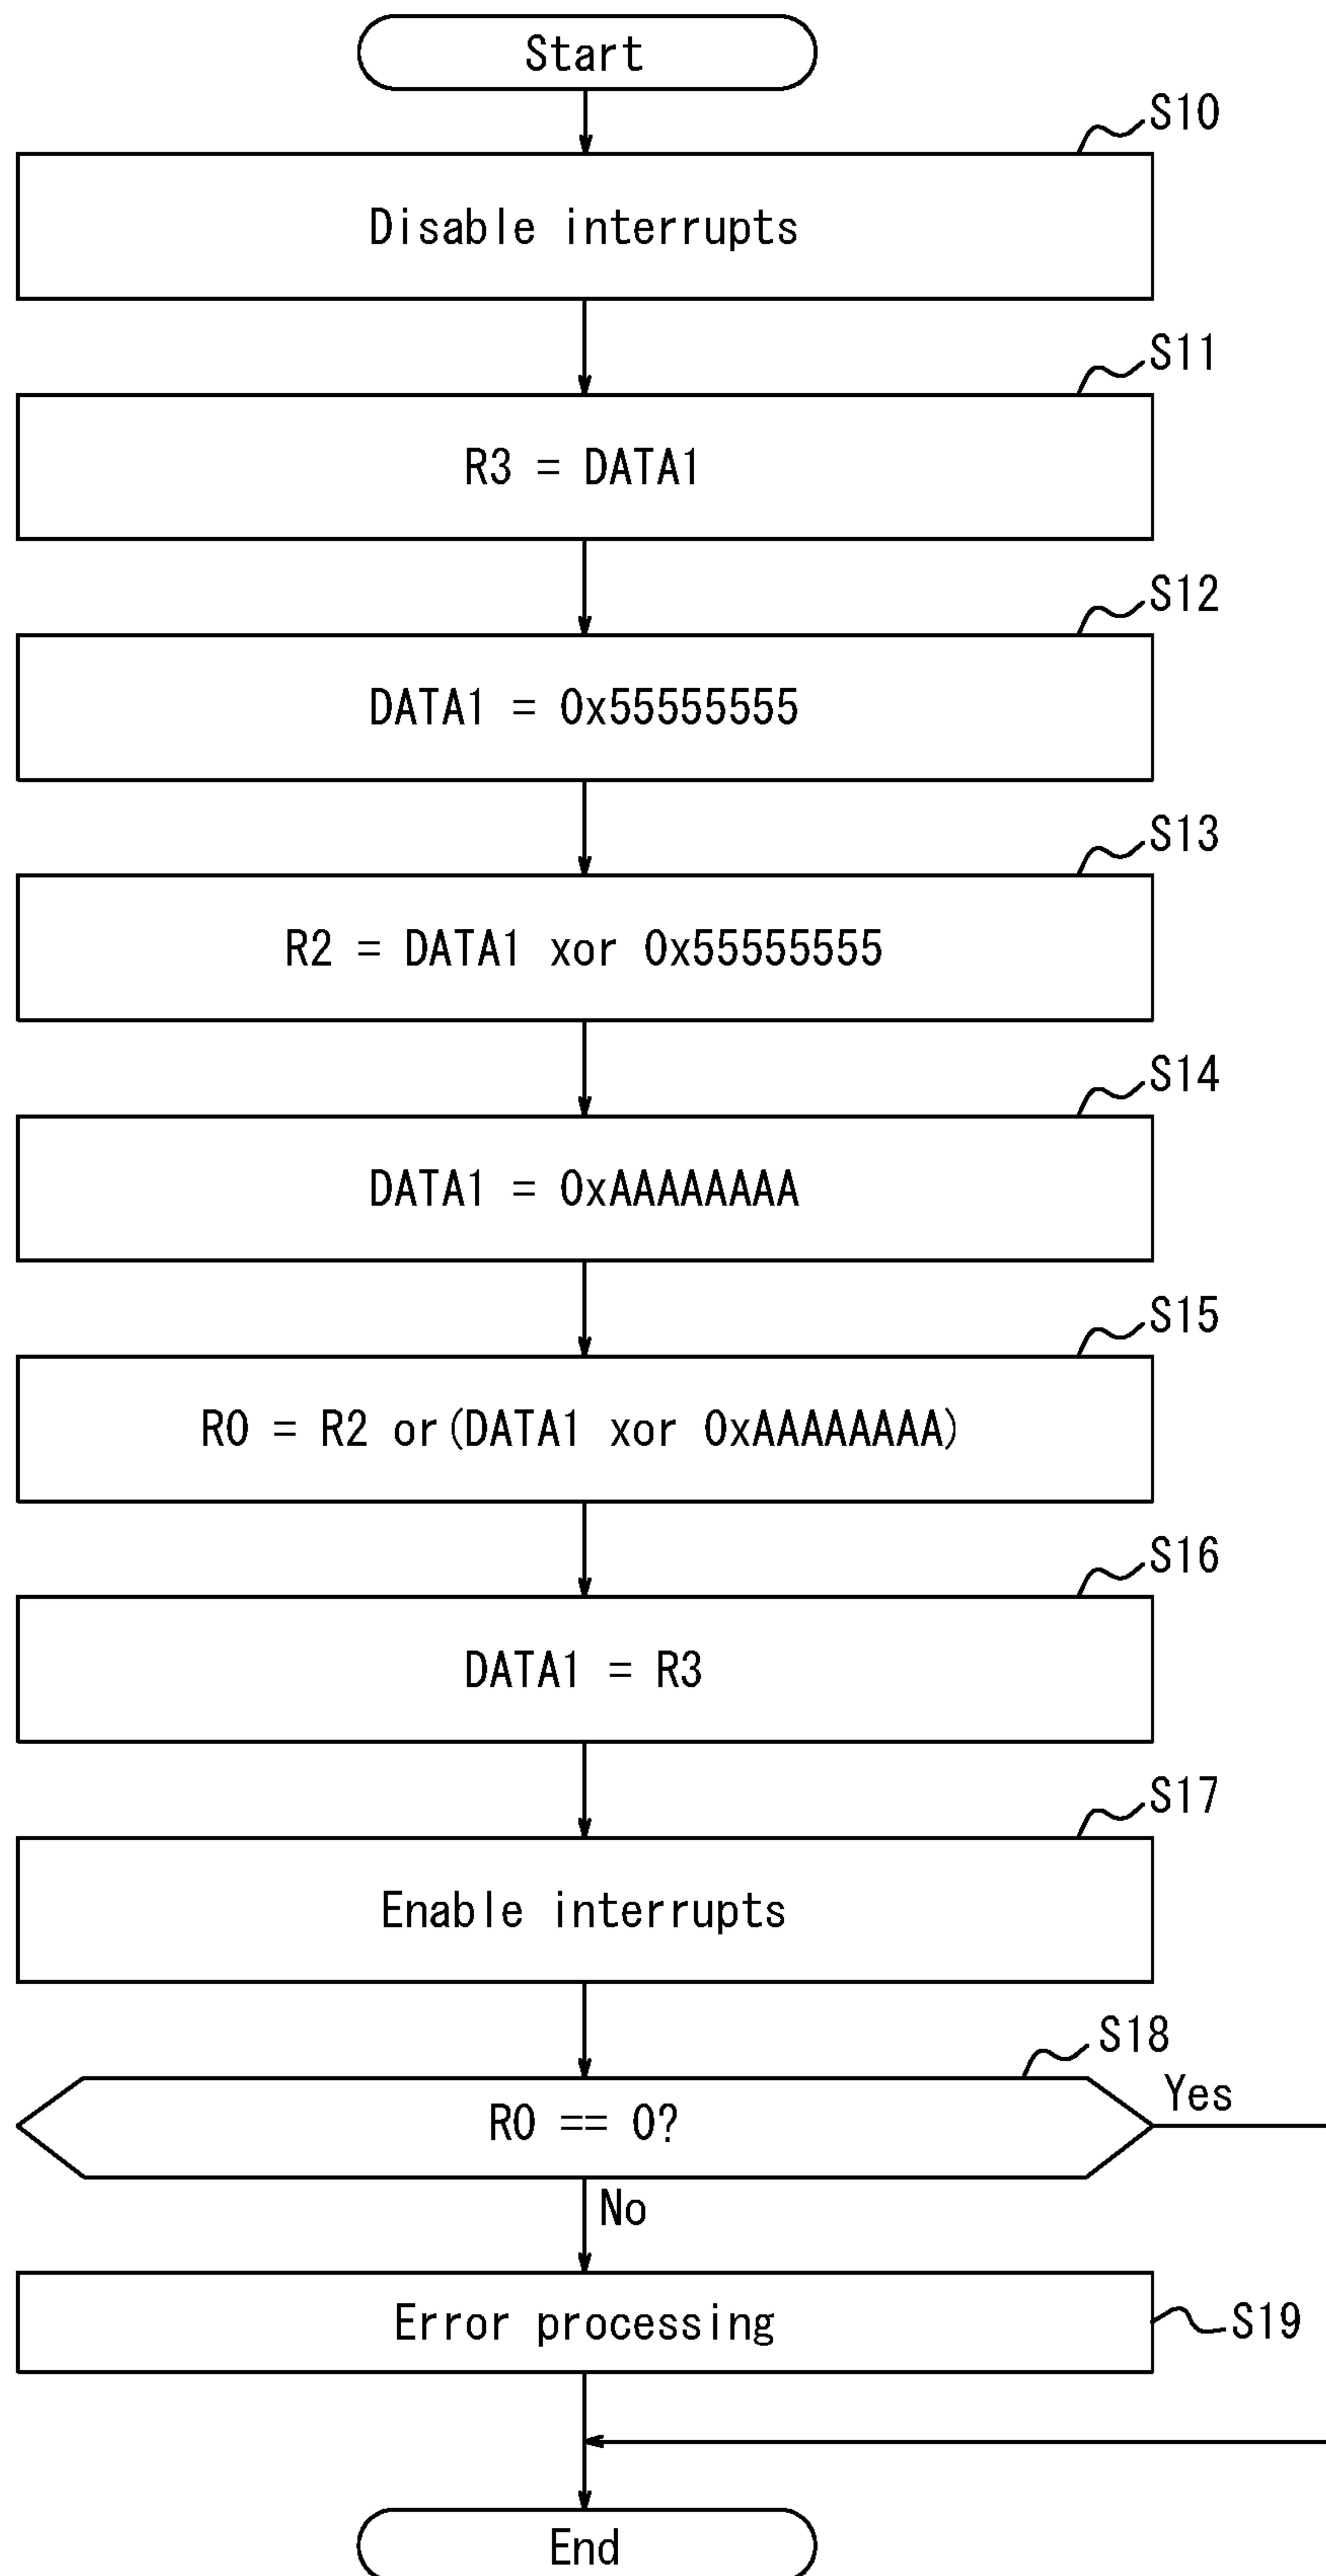 Start
S10
Disable interrupts
S11
R3 = DATA1
S12
DATA1 = 0x55555555
S13
R2 = DATA1 xor 0x55555555
S14
DATA1 = 0xAAAAAAAA
S15
R0 = R2 or(DATA1 xor 0xAAAAAAAA)
S16
DATA1 = R3
S17
Enable interrupts
S18
R0 == 0?
Yes
No
Error processing
S19
End